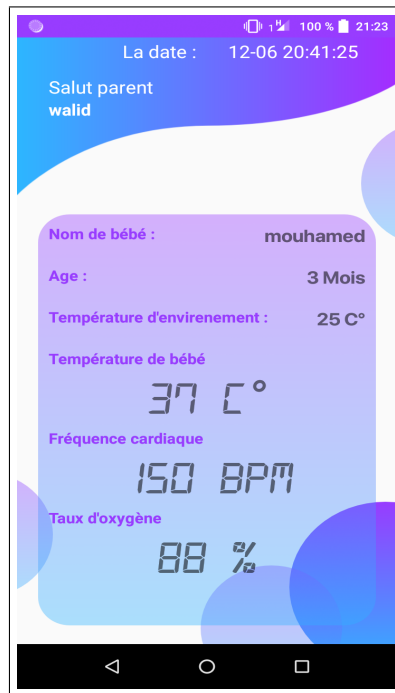 1 H 100 % 21:23
La date : 12-06 20:41:25
Salut parent
walid
Nom de bébé : mouhamed
Age : 3 Mois
Température d'envirenement : 25 C°
Température de bébé
37 C°
Fréquence cardiaque
150 BPM
Taux d'oxygène
88 %